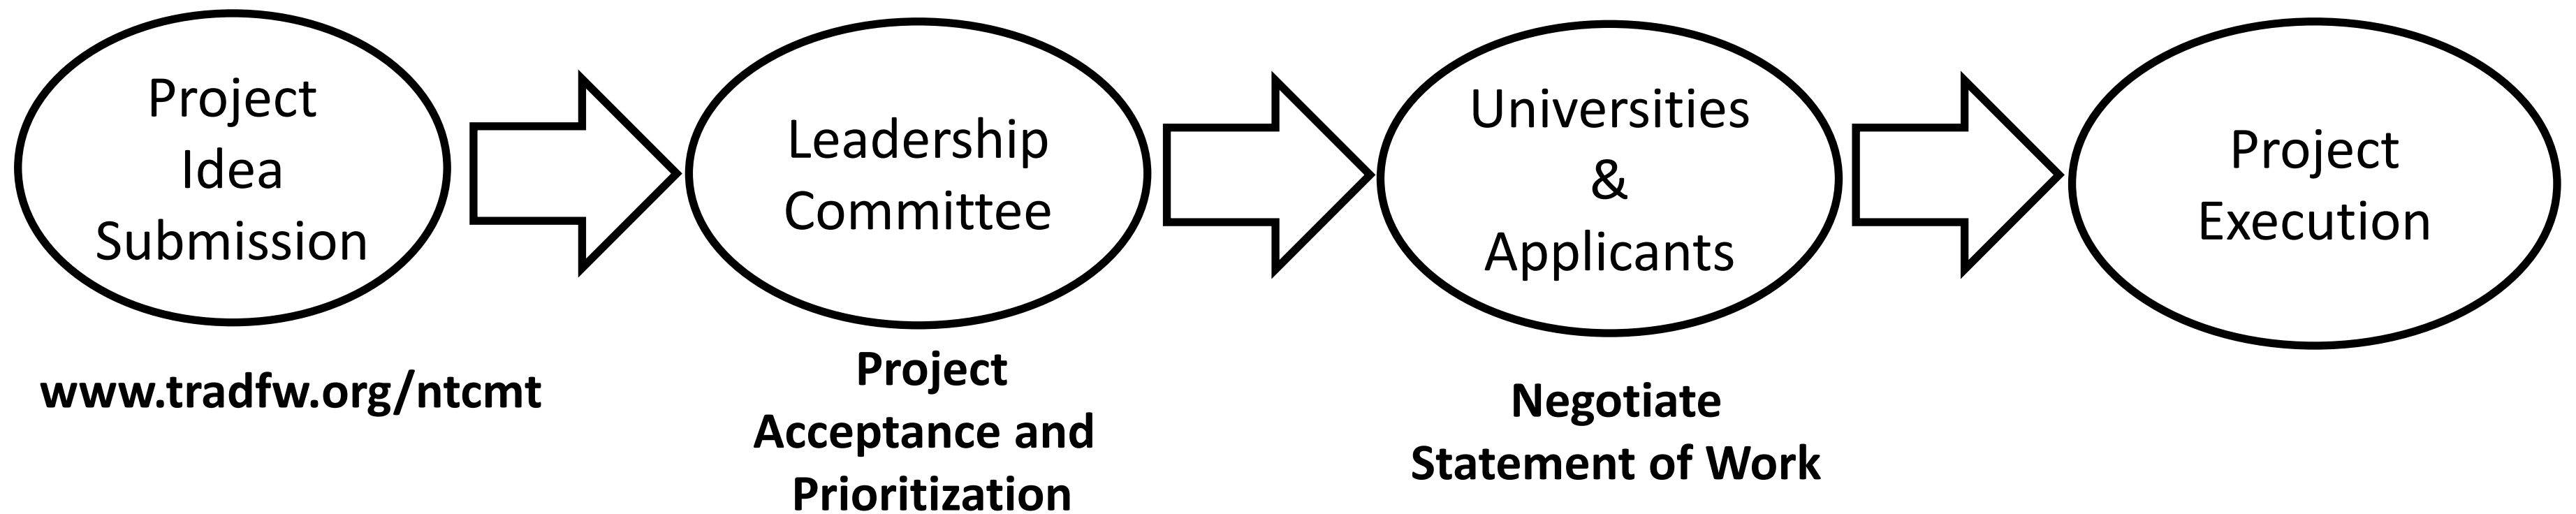 Project
Idea
Submission
www.tradfw.org/ntcmt
Leadership
Committee
Project
Acceptance and
Prioritization
Universities
&
Applicants
Negotiate
Statement of Work
Project
Execution